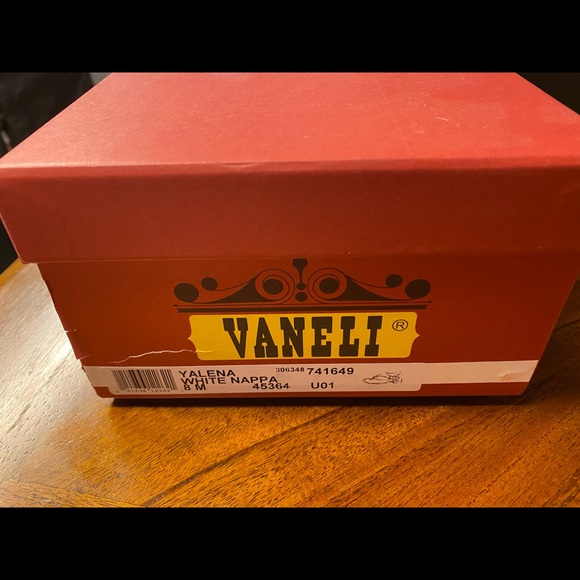 VANELI ®
YALENA 306348 741649
WHITE NAPPA
8 M 45364 U01